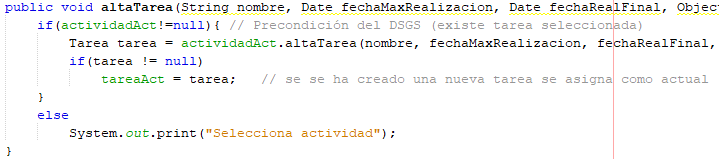 public void altaTarea(String nombre, Date fechaMaxRealizacion, Date fechaRealFinal, Objec
if(actividadAct!=null){ // Precondición del DSGS (existe tarea seleccionada)
Tarea tarea = actividadAct.altaTarea(nombre, fechaMaxRealizacion, fechaRealFinal,
if(tarea != null)
tareaAct = tarea; // se se ha creado una nueva tarea se asigna como actual
}
else
System.out.print("Selecciona actividad");
}